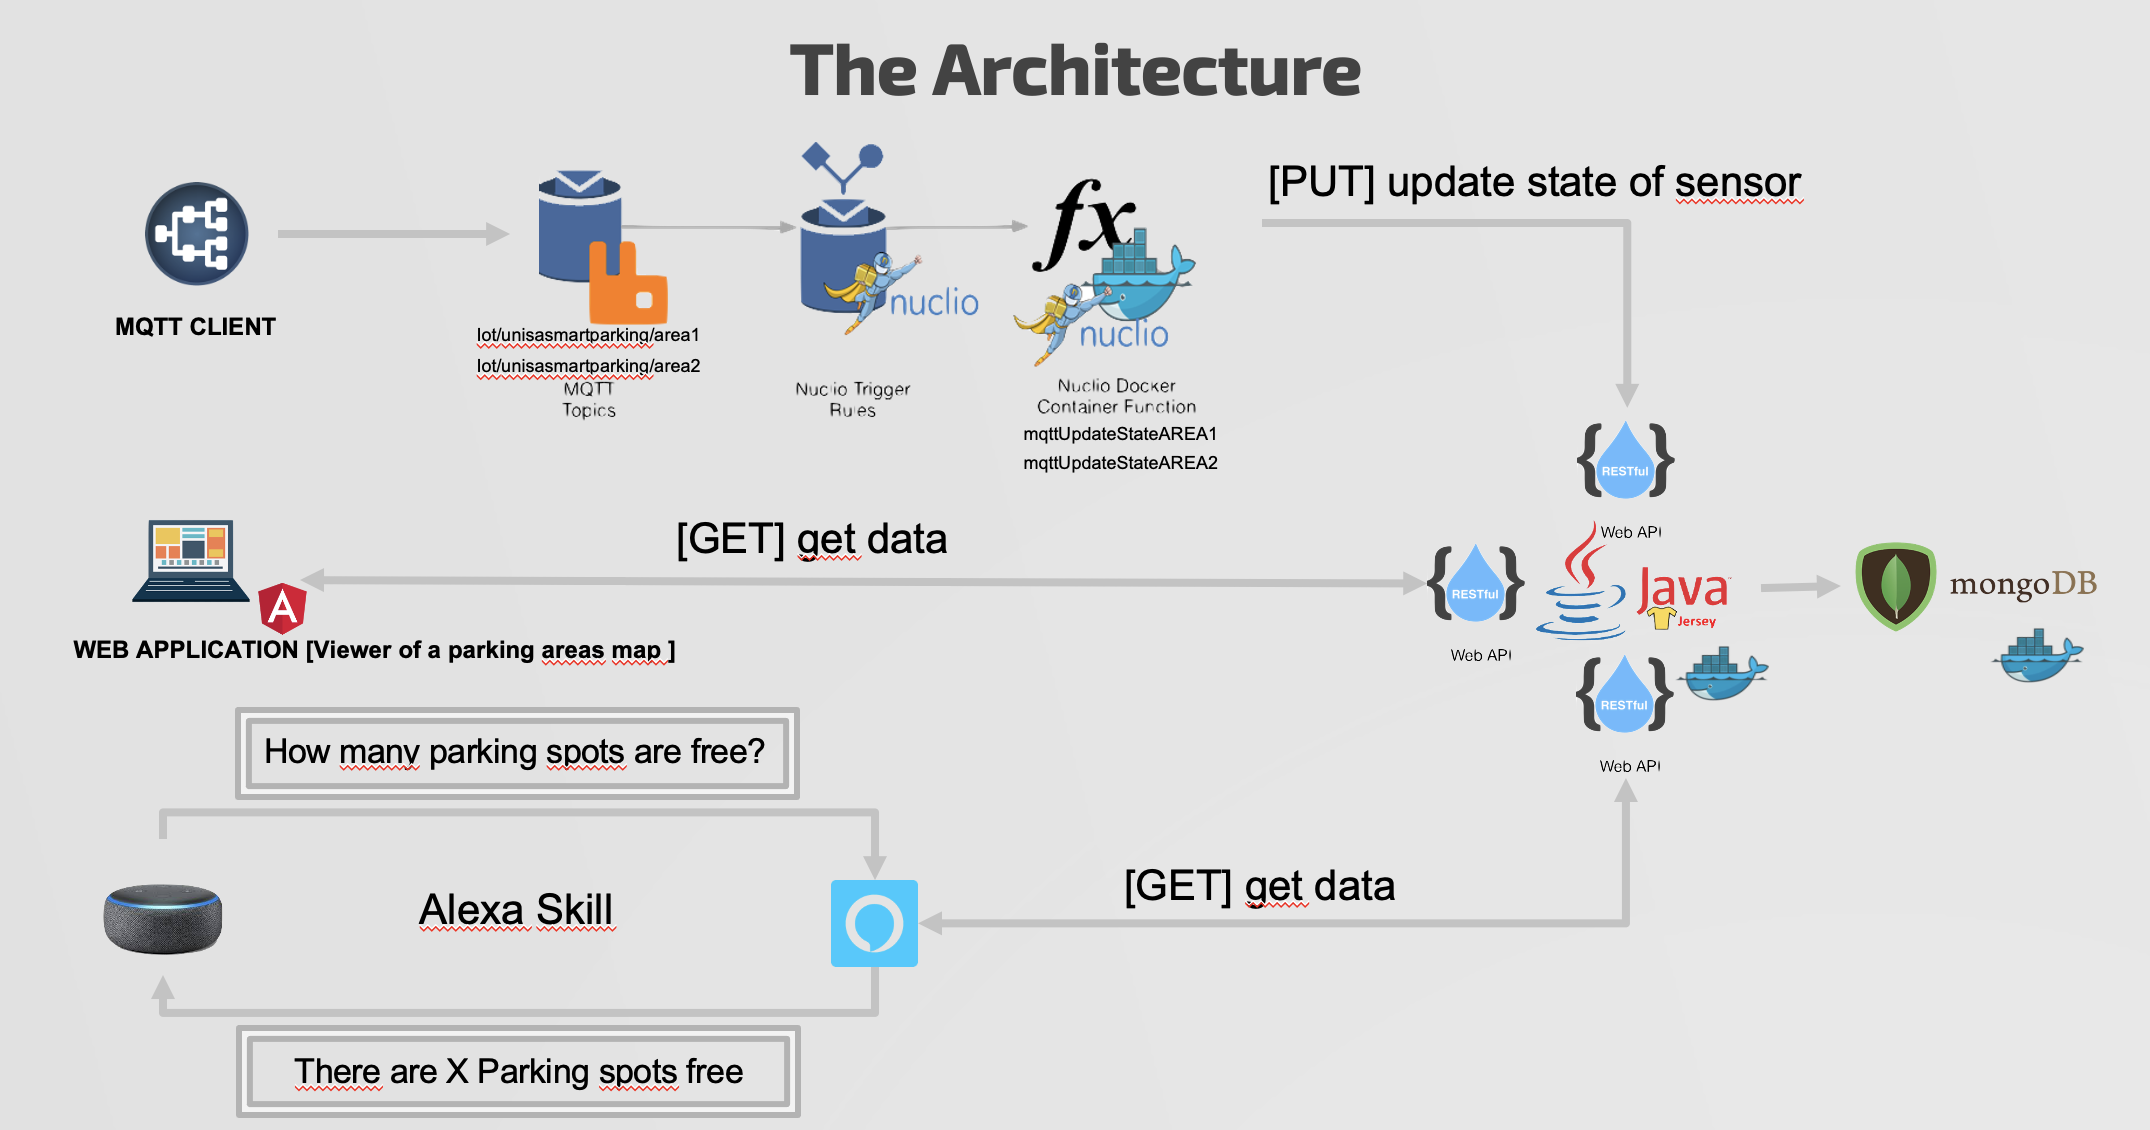 The Architecture
[PUT] update state of sensor
nuclio
nuclio
MQTT CLIENT
Iot/unisasmartparking/area1
Iot/unisasmartparking/area2
MQTT
Topics
Nuclio Trigger
Rules
Nuclio Docker
Container Function
mqttUpdateStateAREA1
mqttUpdateStateAREA2
RESTful
Web API
[GET] get data
RESTful
Web API
Java
Jersey
mongoDB
WEB APPLICATION [Viewer of a parking areas map ]
RESTful
Web API
How many parking spots are free?
Alexa Skill
[GET] get data
There are X Parking spots free